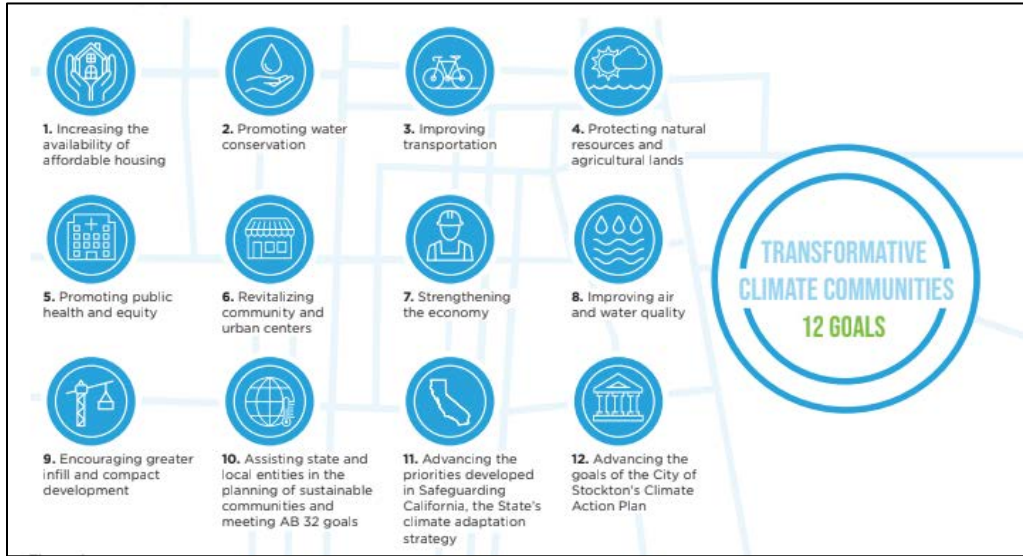 1. Increasing the
availability of
affordable housing
2. Promoting water
conservation
3. Improving
transportation
4. Protecting natural
resources and
agricultural lands
5. Promoting public
health and equity
6. Revitalizing
community and
urban centers
7. Strengthening
the economy
8. Improving air
and water quality
TRANSFORMATIVE
CLIMATE COMMUNITIES
12 GOALS
9. Encouraging greater
infill and compact
development
10. Assisting state and
local entities in the
planning of sustainable
communities and
meeting AB 32 goals
11. Advancing the
priorities developed
in Safeguarding
California, the State's
climate adaptation
strategy
12. Advancing the
goals of the City of
Stockton's Climate
Action Plan